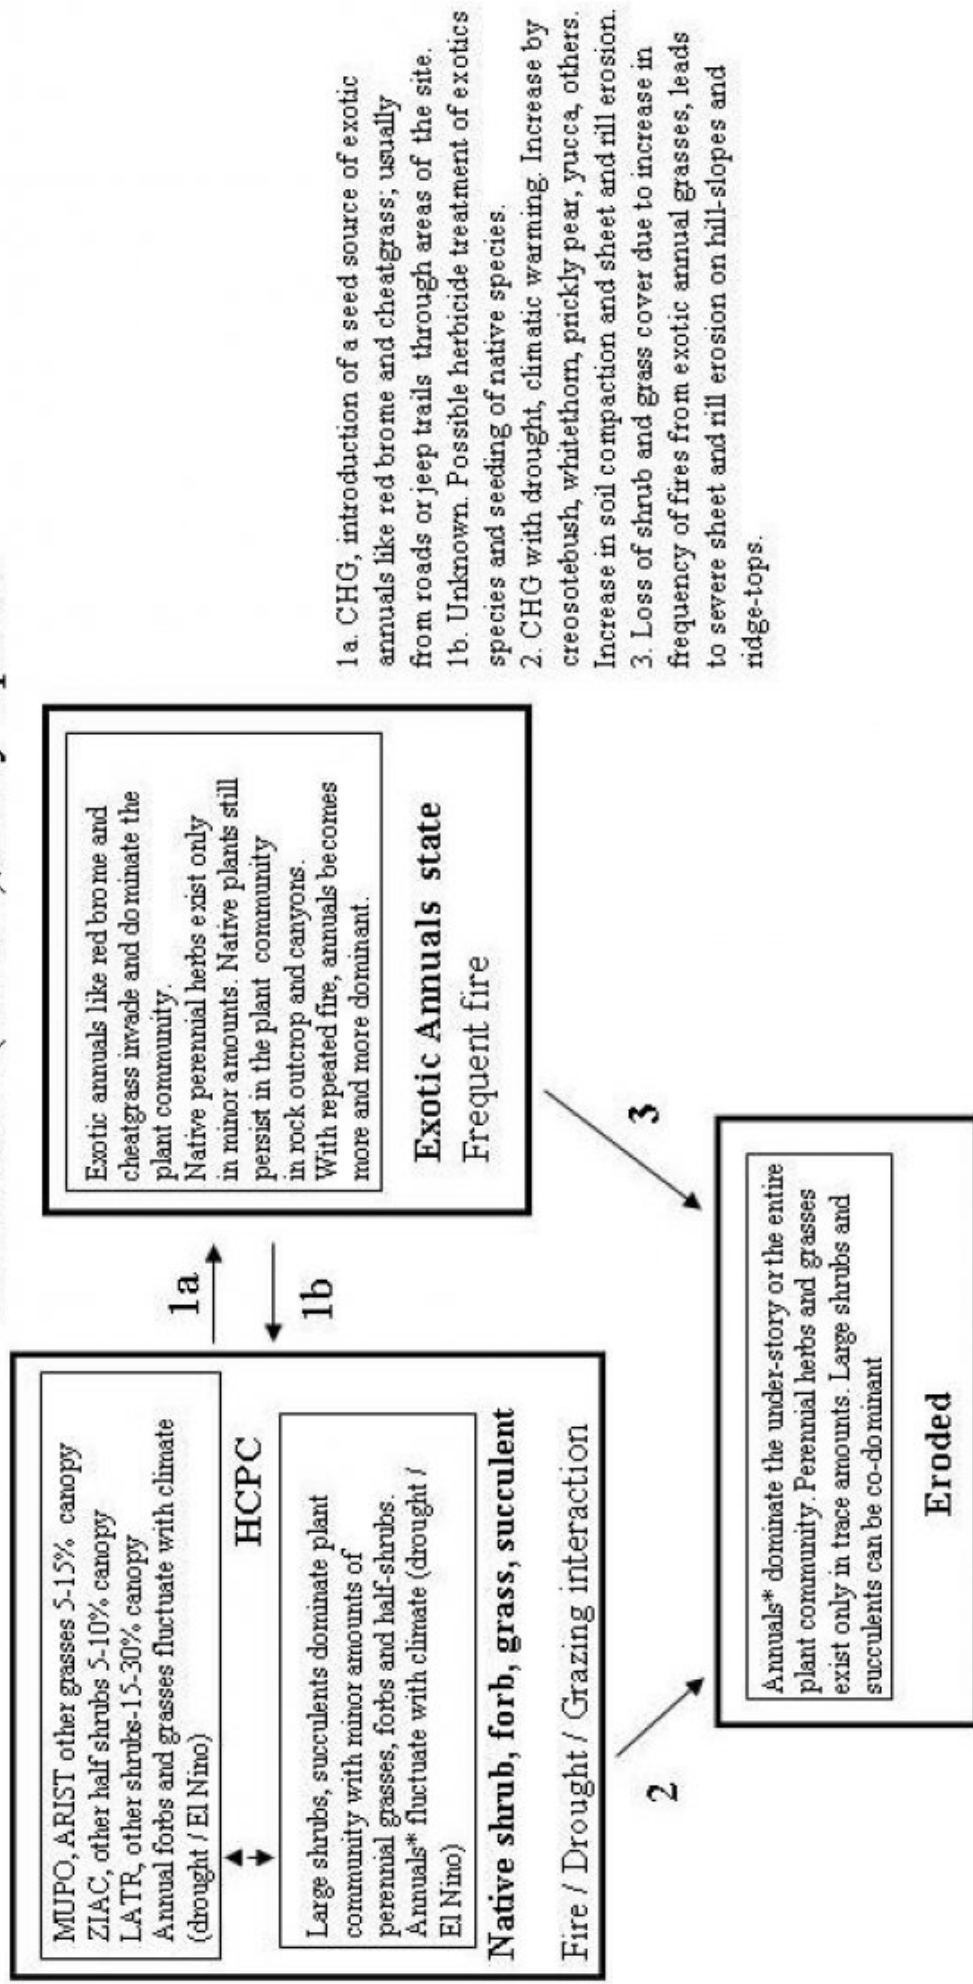 MUPO, ARIST other grasses 5-15% canopy
ZIAC, other half shrubs 5-10% canopy
LATR, other shrubs-15-30% canopy
Annual forbs and grasses fluctuate with climate
(drought / El Nino)
HCPC
Large shrubs, succulents dominate plant
community with minor amounts of
perennial grasses, forbs and half-shrubs.
Annuals* fluctuate with climate (drought /
El Nino)
Native shrub, forb, grass, succulent
Fire / Drought / Grazing interaction
1a
1b
Exotic annuals like red brome and
cheatgrass invade and dominate the
plant community.
Native perennial herbs exist only
in minor amounts. Native plants still
persist in the plant community
in rock outcrop and canyons.
With repeated fire, annuals becomes
more and more dominant.
Exotic Annuals state
Frequent fire
2
3
Annuals* dominate the under-story or the entire
plant community. Perennial herbs and grasses
exist only in trace amounts. Large shrubs and
succulents can be co-dominant
Eroded
1a. CHG, introduction of a seed source of exotic
annuals like red brome and cheatgrass; usually
from roads or jeep trails through areas of the site.
1b. Unknown. Possible herbicide treatment of exotics
species and seeding of native species.
2. CHG with drought, climatic warming. Increase by
creosotebush, whitethorn, prickly pear, yucca, others.
Increase in soil compaction and sheet and rill erosion.
3. Loss of shrub and grass cover due to increase in
frequency of fires from exotic annual grasses, leads
to severe sheet and rill erosion on hill-slopes and
ridge-tops.